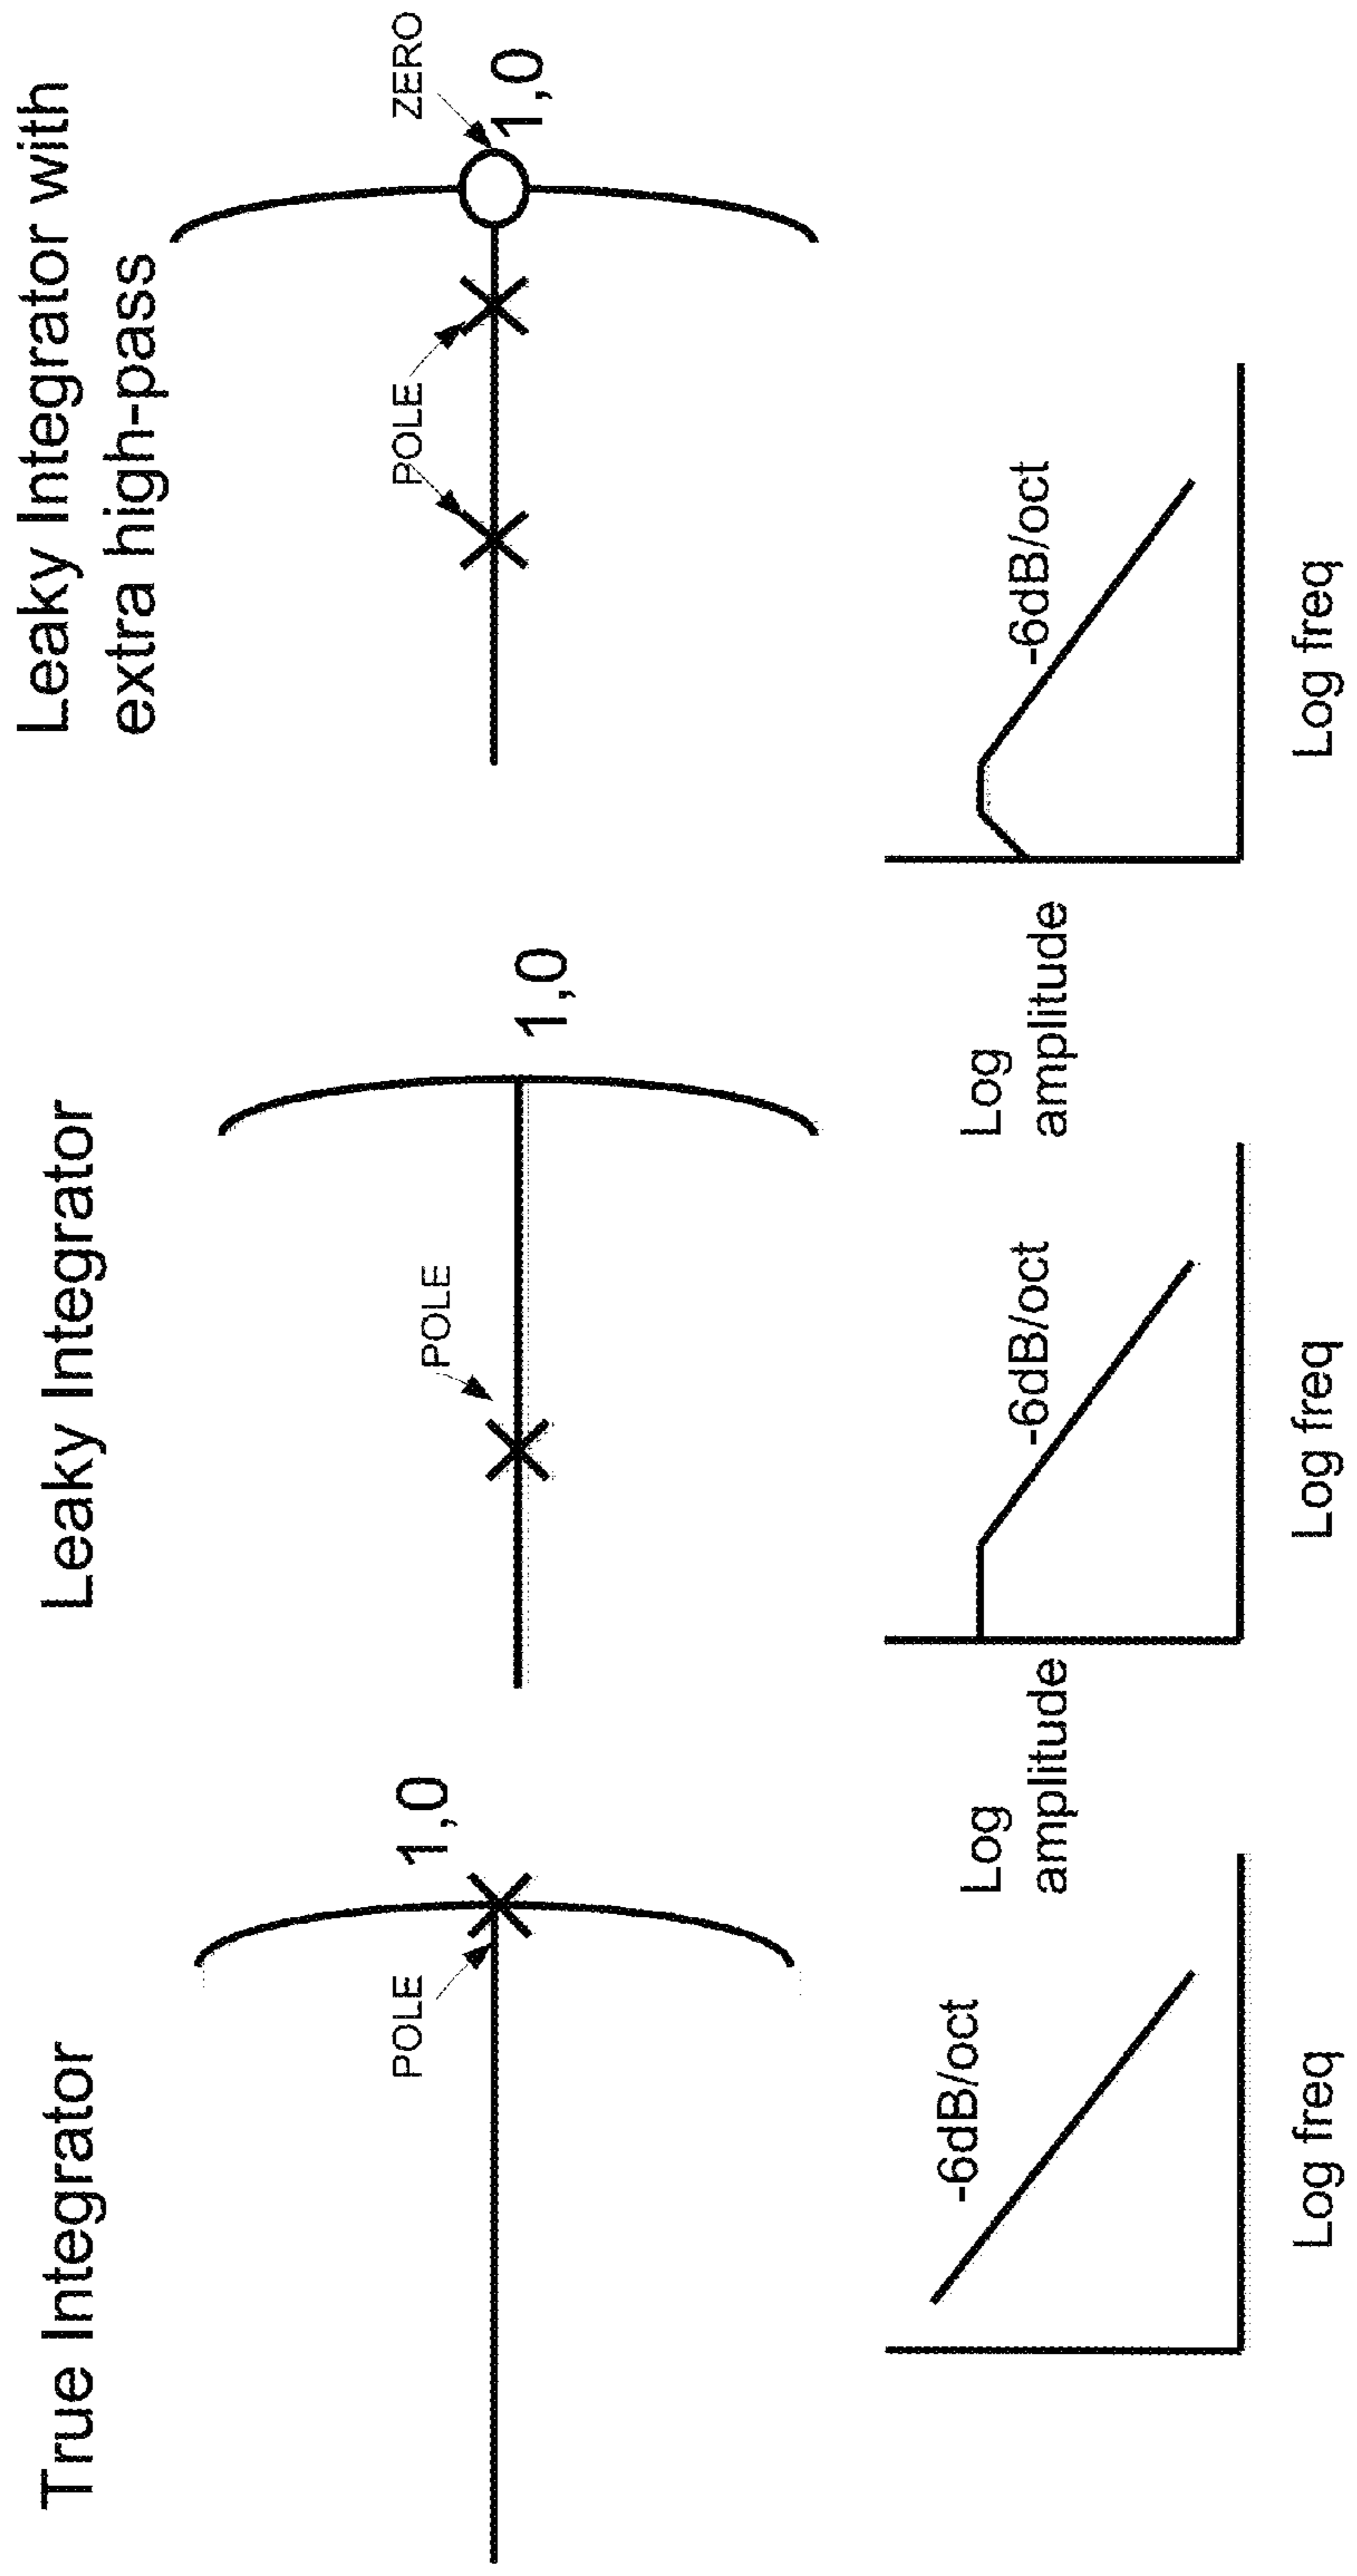 True Integrator
1,0
POLE
-6dB/oct
Log freq
Leaky Integrator
POLE
1,0
Log
amplitude
-6dB/oct
Log freq
Leaky Integrator with
extra high-pass
POLE
ZERO
1,0
Log
amplitude
-6dB/oct
Log freq